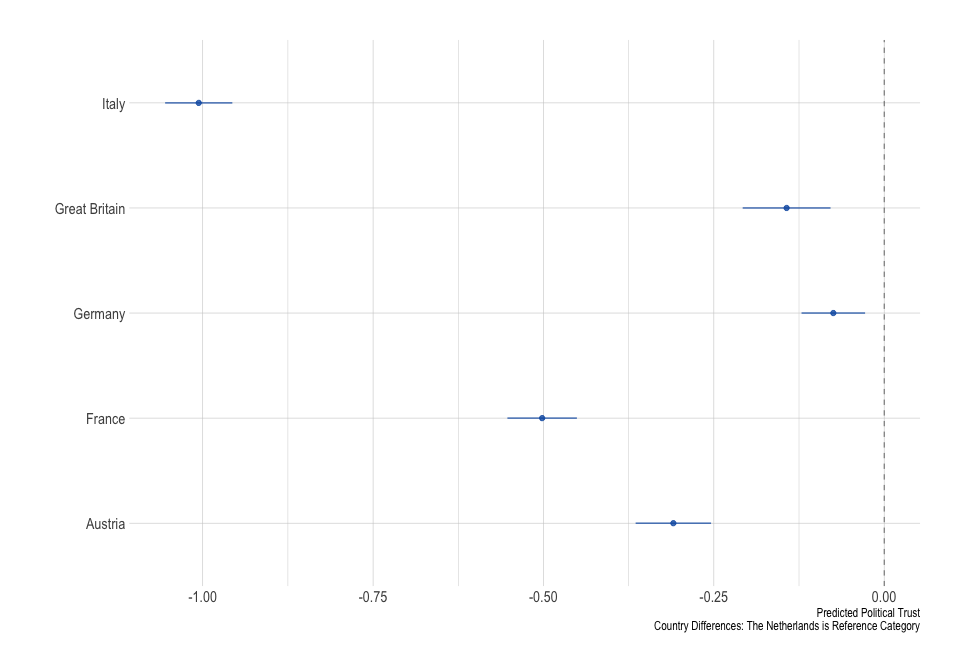 Italy
Great Britain
Germany
France
Austria
-1.00 -0.75 -0.50 -0.25 0.00
Predicted Political Trust
Country Differences: The Netherlands is Reference Category